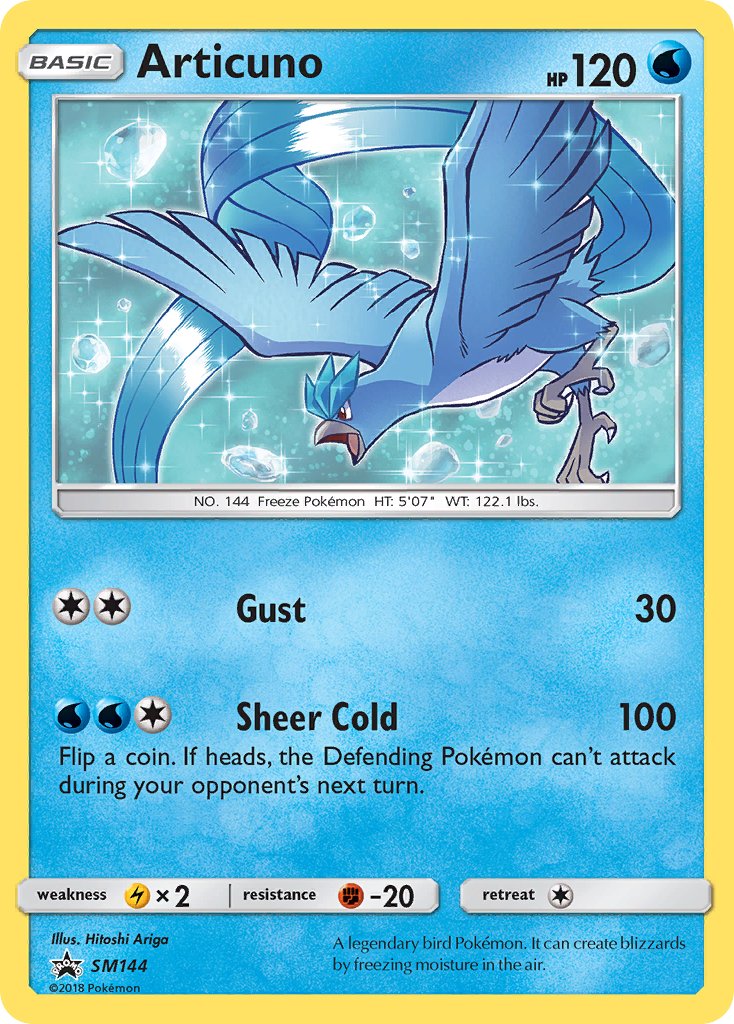 BASIC Articuno HP 120
NO. 144 Freeze Pokémon HT: 5'07" WT: 122.1 lbs.
Gust 30
Sheer Cold 100
Flip a coin. If heads, the Defending Pokémon can't attack
during your opponent's next turn.
weakness ×2 resistance -20 retreat
Illus. Hitoshi Ariga
PROMO SM144
©2018 Pokémon
A legendary bird Pokémon. It can create blizzards
by freezing moisture in the air.